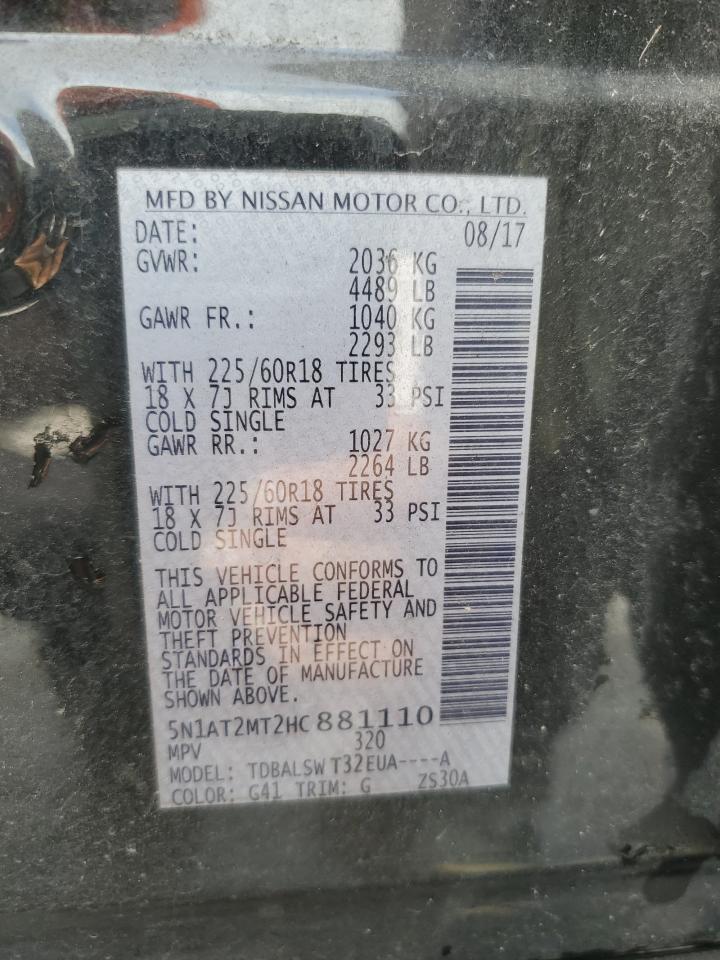 MFD BY NISSAN MOTOR CO., LTD.
DATE: 08/17
GVWR: 2036 KG
4489 LB
GAWR FR.: 1040 KG
2293 LB
WITH 225/60R18 TIRES
18 X 7J RIMS AT 33 PSI
COLD SINGLE
GAWR RR.: 1027 KG
2264 LB
WITH 225/60R18 TIRES
18 X 7J RIMS AT 33 PSI
COLD SINGLE
THIS VEHICLE CONFORMS TO
ALL APPLICABLE FEDERAL
MOTOR VEHICLE SAFETY AND
THEFT PREVENTION
STANDARDS IN EFFECT ON
THE DATE OF MANUFACTURE
SHOWN ABOVE.
5N1AT2MT2HC881110
MPV 320
MODEL: TDBALSW T32EUA----A
COLOR: G41 TRIM: G ZS30A